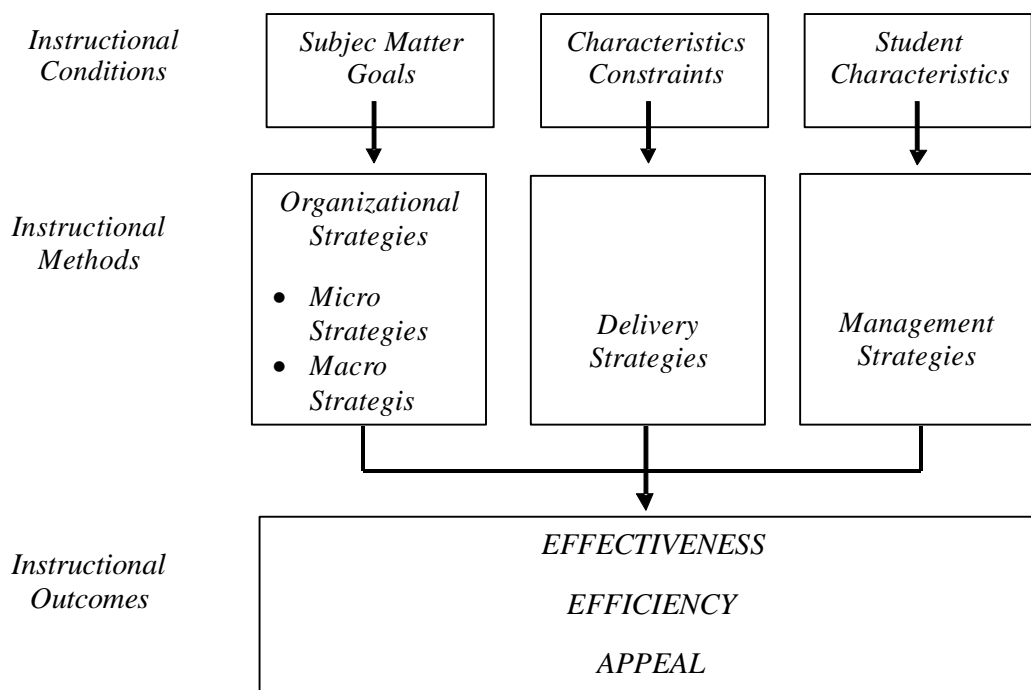 Instructional
Conditions
Subjec Matter
Goals
Characteristics
Constraints
Student
Characteristics
Instructional
Methods
Organizational
Strategies
• Micro
Strategies
• Macro
Strategis
Delivery
Strategies
Management
Strategies
Instructional
Outcomes
EFFECTIVENESS
EFFICIENCY
APPEAL